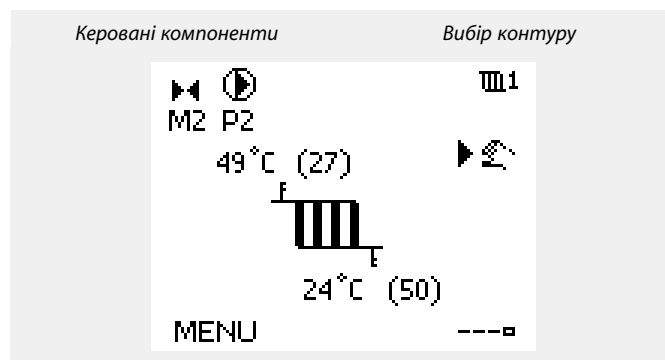 Керовані компоненти Вибір контуру
1
M2 P2
49°C (27)
24°C (50)
MENU